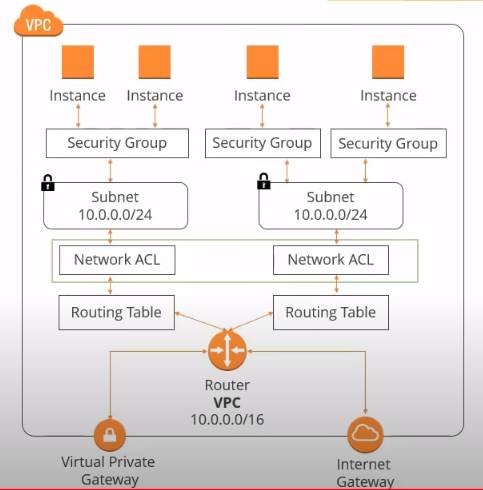 VPC
Instance
Instance
Instance
Instance
Security Group
Security Group
Security Group
Subnet
10.0.0.0/24
Subnet
10.0.0.0/24
Network ACL
Network ACL
Routing Table
Routing Table
Router
VPC
10.0.0.0/16
Virtual Private
Gateway
Internet
Gateway